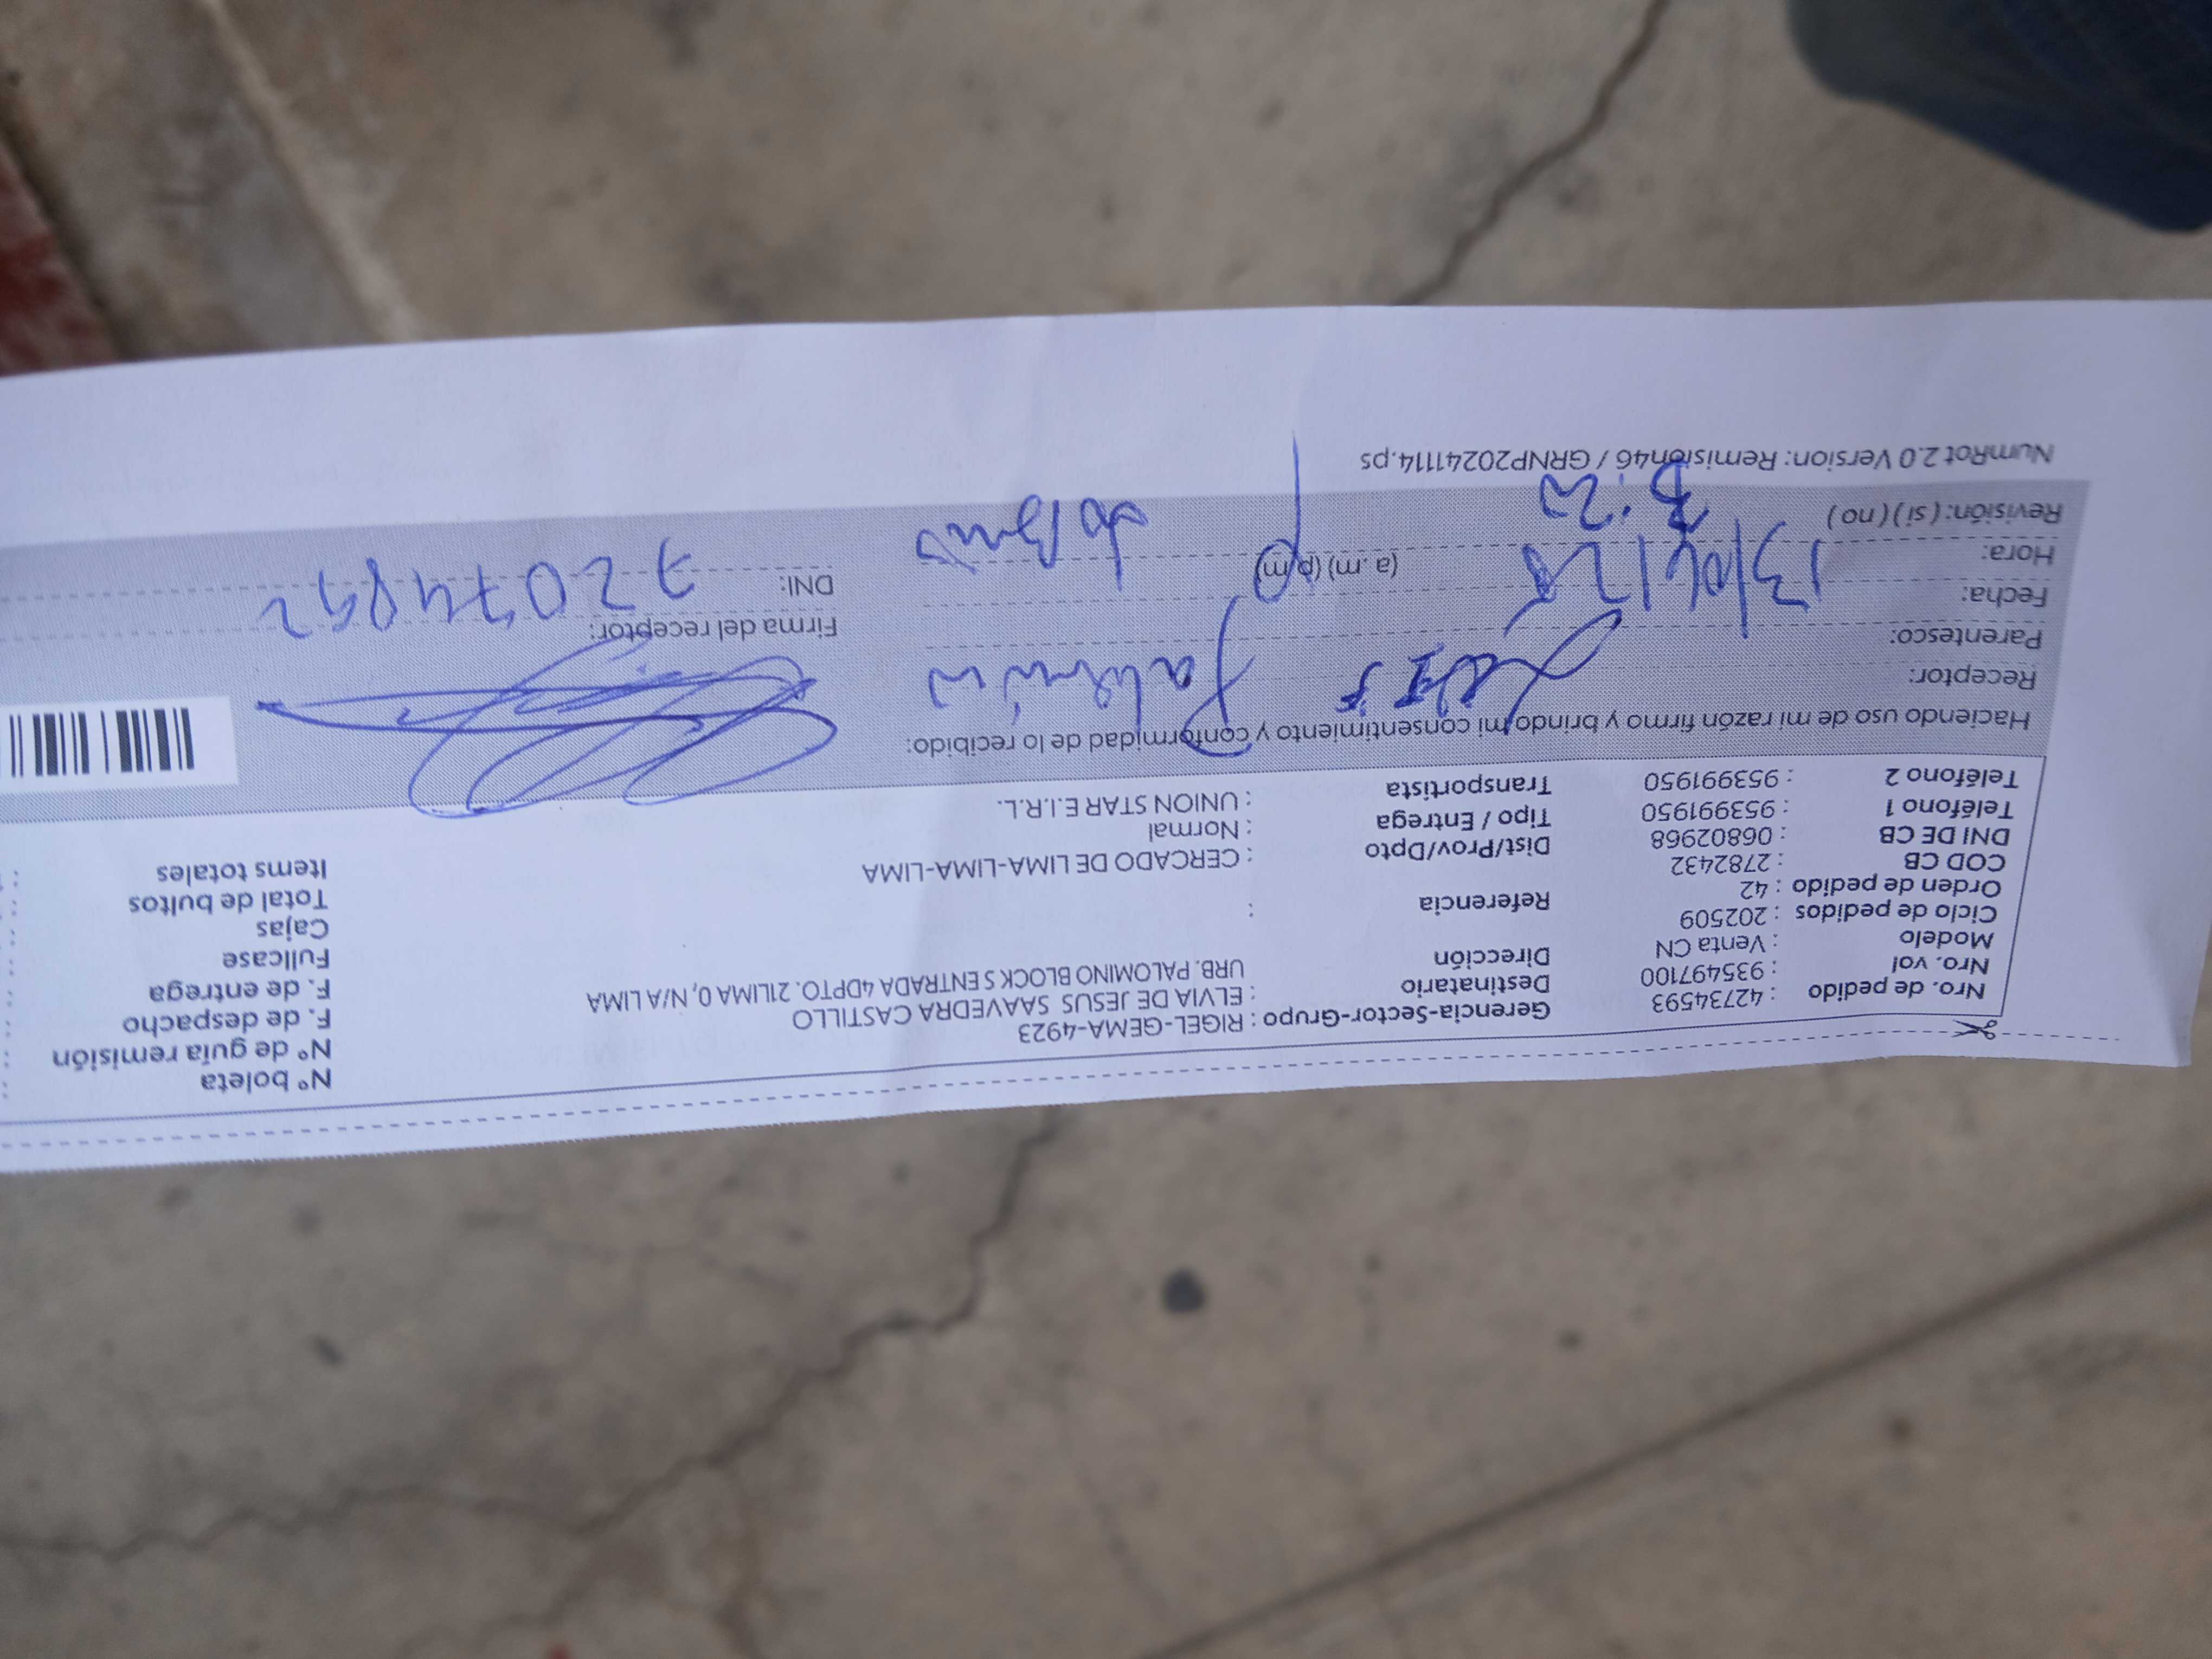 Nro. de pedido : 42734593 Gerencia-Sector-Grupo : RIGEL-GEMA-4923 N° boleta :
Nro. vol : 935497100 Destinatario : ELVIA DE JESUS SAAVEDRA CASTILLO N° de guía remisión :
Modelo : Venta CN Dirección URB. PALOMINO BLOCK S ENTRADA 4DPTO. 21LIMA 0, N/A LIMA F. de despacho :
Ciclo de pedidos : 202509 F. de entrega :
Orden de pedido : 42 Referencia : Fullcase :
COD CB : 2782432 Cajas :
DNI DE CB : 06802968 Dist/Prov/Dpto : CERCADO DE LIMA-LIMA-LIMA Total de bultos :
Teléfono 1 : 953991950 Tipo / Entrega : Normal Items totales :
Teléfono 2 : 953991950 Transportista : UNION STAR E.I.R.L.
Haciendo uso de mi razón firmo y brindo mi consentimiento y conformidad de lo recibido:
Receptor:
Parentesco: Firma del receptor:
Fecha: 13/06/25 DNI: 72074892
Hora: (a. m) (p. m)
Revisión: ( si ) ( no )
NumRot 2.0 Version: Remision46 / GRNP20241114.ps